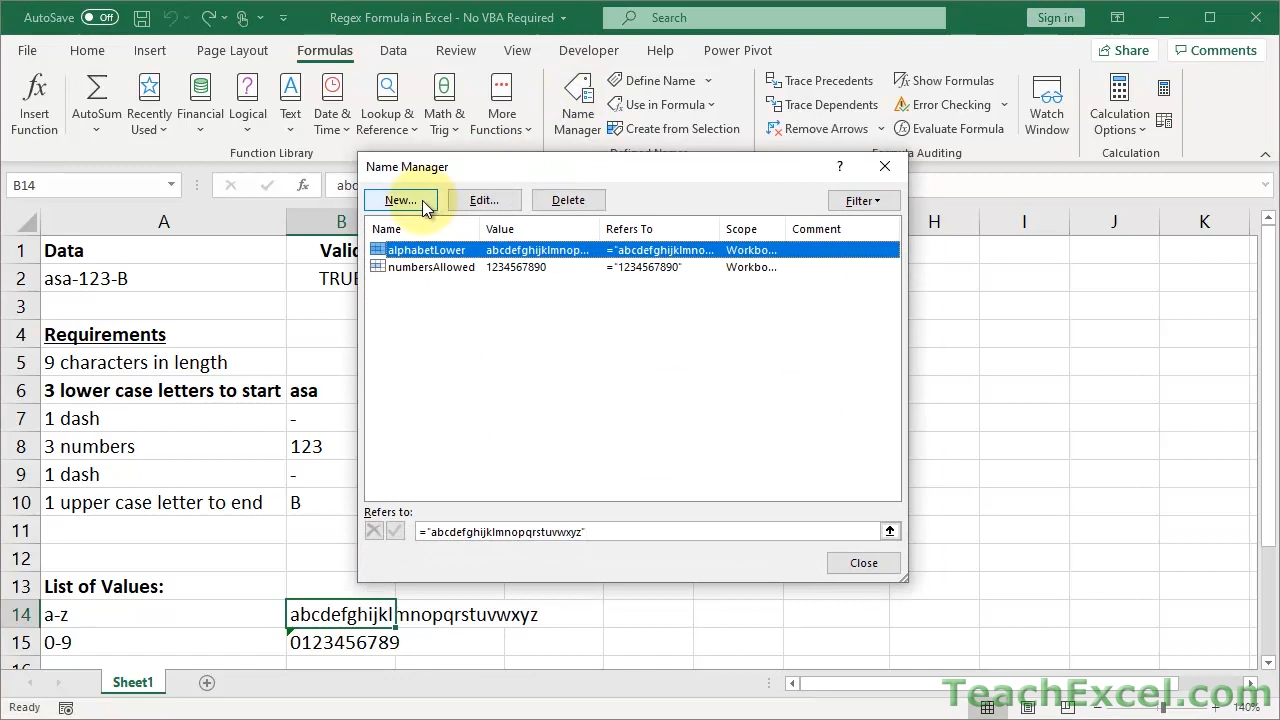 AutoSave Off Regex Formula in Excel - No VBA Required Search Sign in
File Home Insert Page Layout Formulas Data Review View Developer Help Power Pivot Share Comments
Insert Function AutoSum Recently Used Financial Logical Text Date & Time Lookup & Reference Math & Trig More Functions
Name Manager Define Name Use in Formula Create from Selection
Trace Precedents Trace Dependents Remove Arrows Show Formulas Error Checking Evaluate Formula
Watch Window Calculation Options
Function Library Formula Auditing Calculation
B14 fx
Name Manager ?
New... Edit... Delete Filter
Name Value Refers To Scope Comment
alphabetLower abcdefghijklmnop... ="abcdefghijklmno... Workbo...
numbersAllowed 1234567890 ="1234567890" Workbo...
Refers to:
="abcdefghijklmnopqrstuvwxyz"
Close
A B H I J K
1 Data
2 asa-123-B TRUE
3
4 Requirements
5 9 characters in length
6 3 lower case letters to start asa
7 1 dash -
8 3 numbers 123
9 1 dash -
10 1 upper case letter to end B
11
12
13 List of Values:
14 a-z abcdefghijklmnopqrstuvwxyz
15 0-9 0123456789
Sheet1
Ready 140%
TeachExcel.com